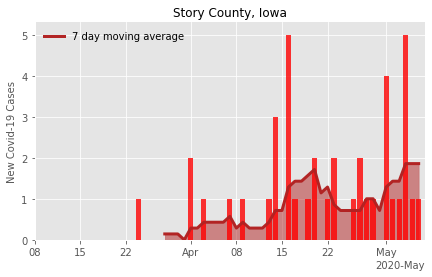 Story County, Iowa
7 day moving average
New Covid-19 Cases
5
4
3
2
1
0
08 15 22 Apr 08 15 22 May
2020-May